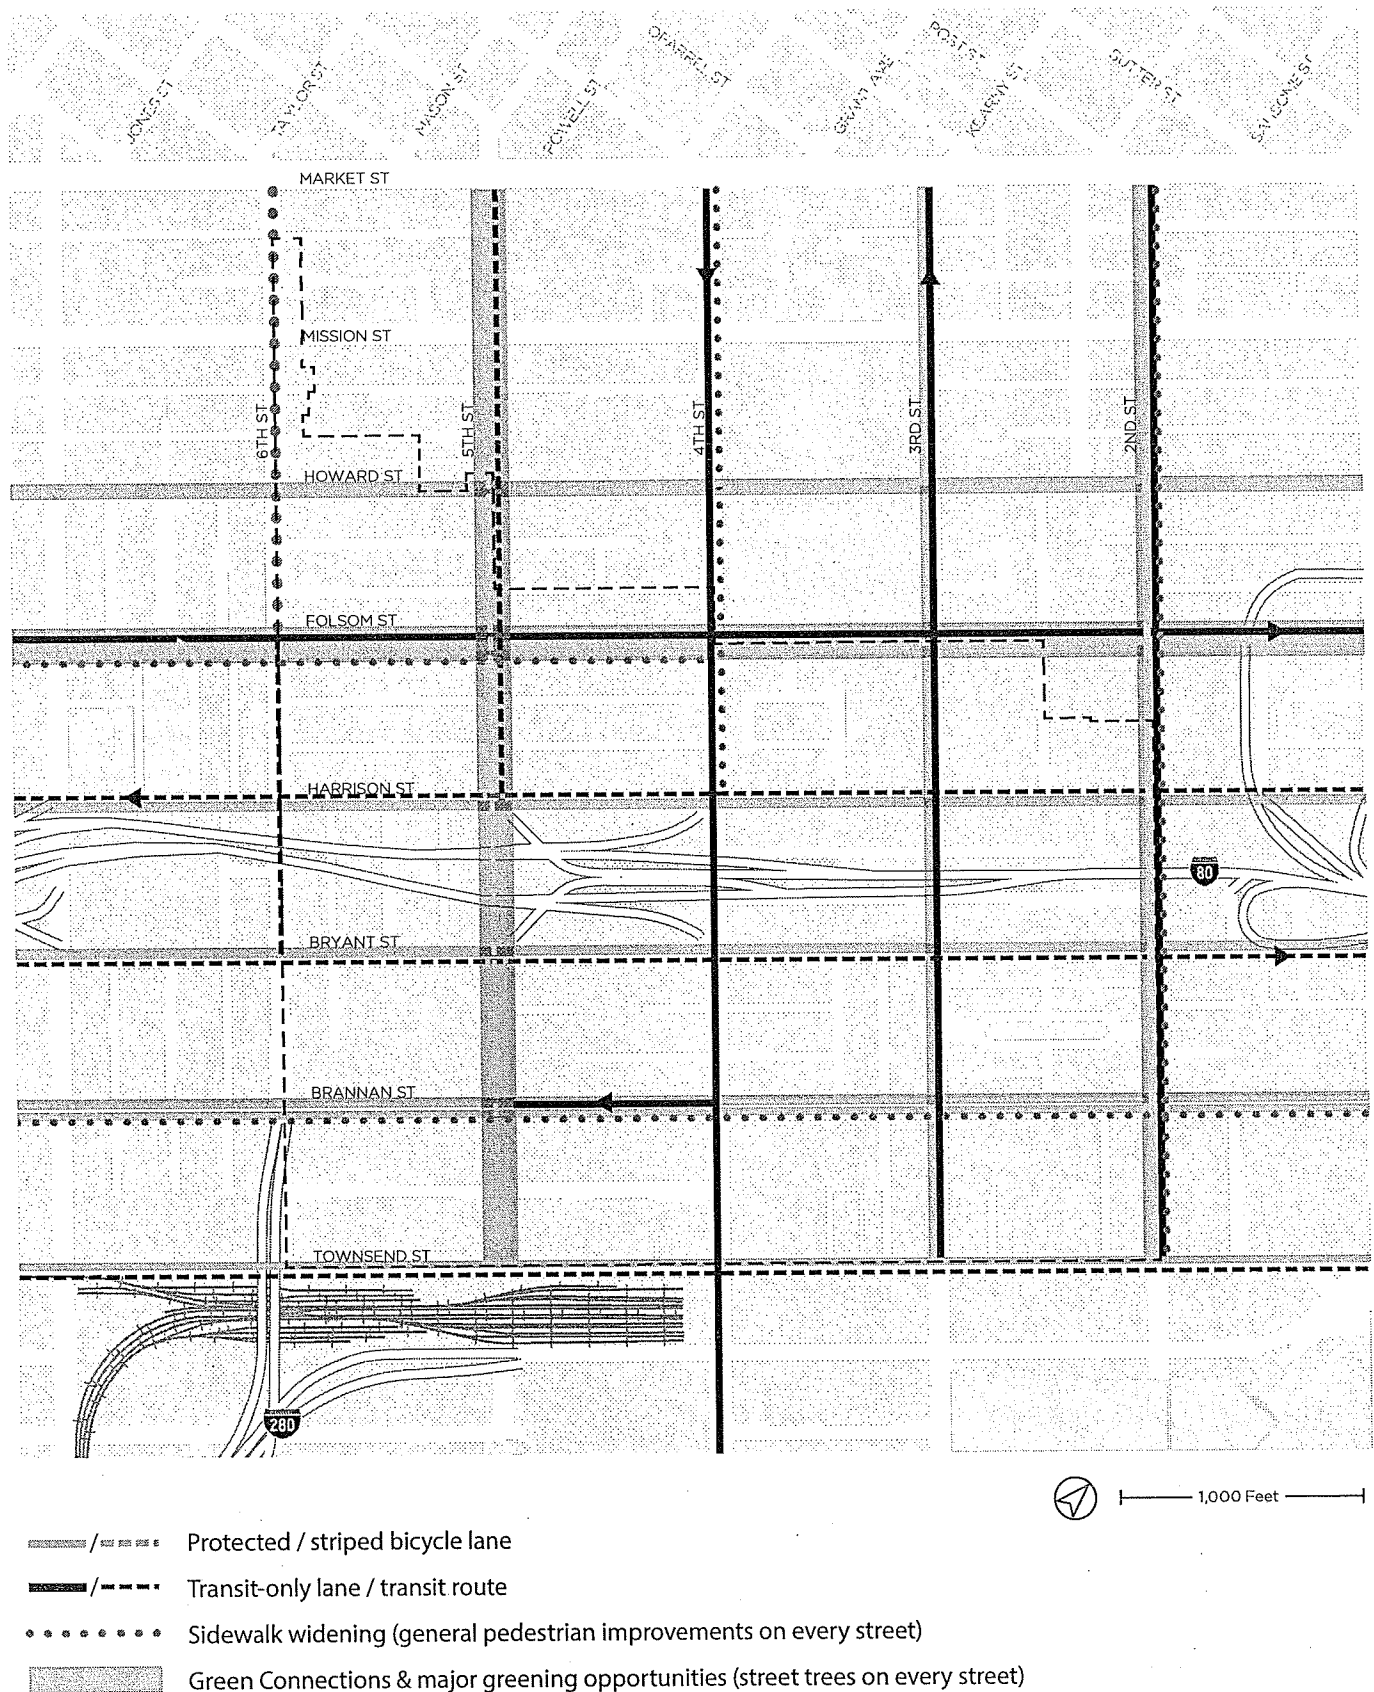 JONES ST
TAYLOR ST
MASON ST
POWELL ST
OFARREL ST
GRANT AVE
POST ST
KEARNY ST
SUTTER ST
SANSOME ST
MARKET ST
MISSION ST
6TH ST
5TH ST
4TH ST
3RD ST
2ND ST
HOWARD ST
FOLSOM ST
HARRISON ST
80
BRYANT ST
BRANNAN ST
TOWNSEND ST
280
1,000 Feet
Protected / striped bicycle lane
Transit-only lane / transit route
Sidewalk widening (general pedestrian improvements on every street)
Green Connections & major greening opportunities (street trees on every street)